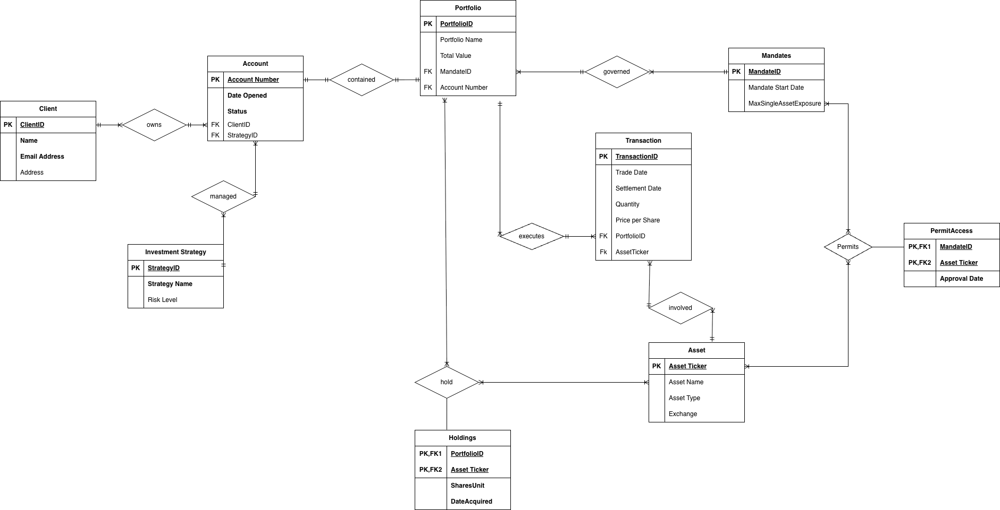 Portfolio
PK PortfolioID
Portfolio Name
Total Value
FK MandateID
FK Account Number
Account
PK Account Number
Date Opened
Status
FK ClientID
FK StrategyID
contained
governed
Mandates
PK MandateID
Mandate Start Date
MaxSingleAssetExposure
Client
PK ClientID
Name
Email Address
Address
owns
managed
Investment Strategy
PK StrategyID
Strategy Name
Risk Level
Transaction
PK TransactionID
Trade Date
Settlement Date
Quantity
Price per Share
FK PortfolioID
Fk AssetTicker
executes
Permits
PermitAccess
PK,FK1 MandateID
PK,FK2 Asset Ticker
Approval Date
involved
Asset
PK Asset Ticker
Asset Name
Asset Type
Exchange
hold
Holdings
PK,FK1 PortfolioID
PK,FK2 Asset Ticker
SharesUnit
DateAcquired